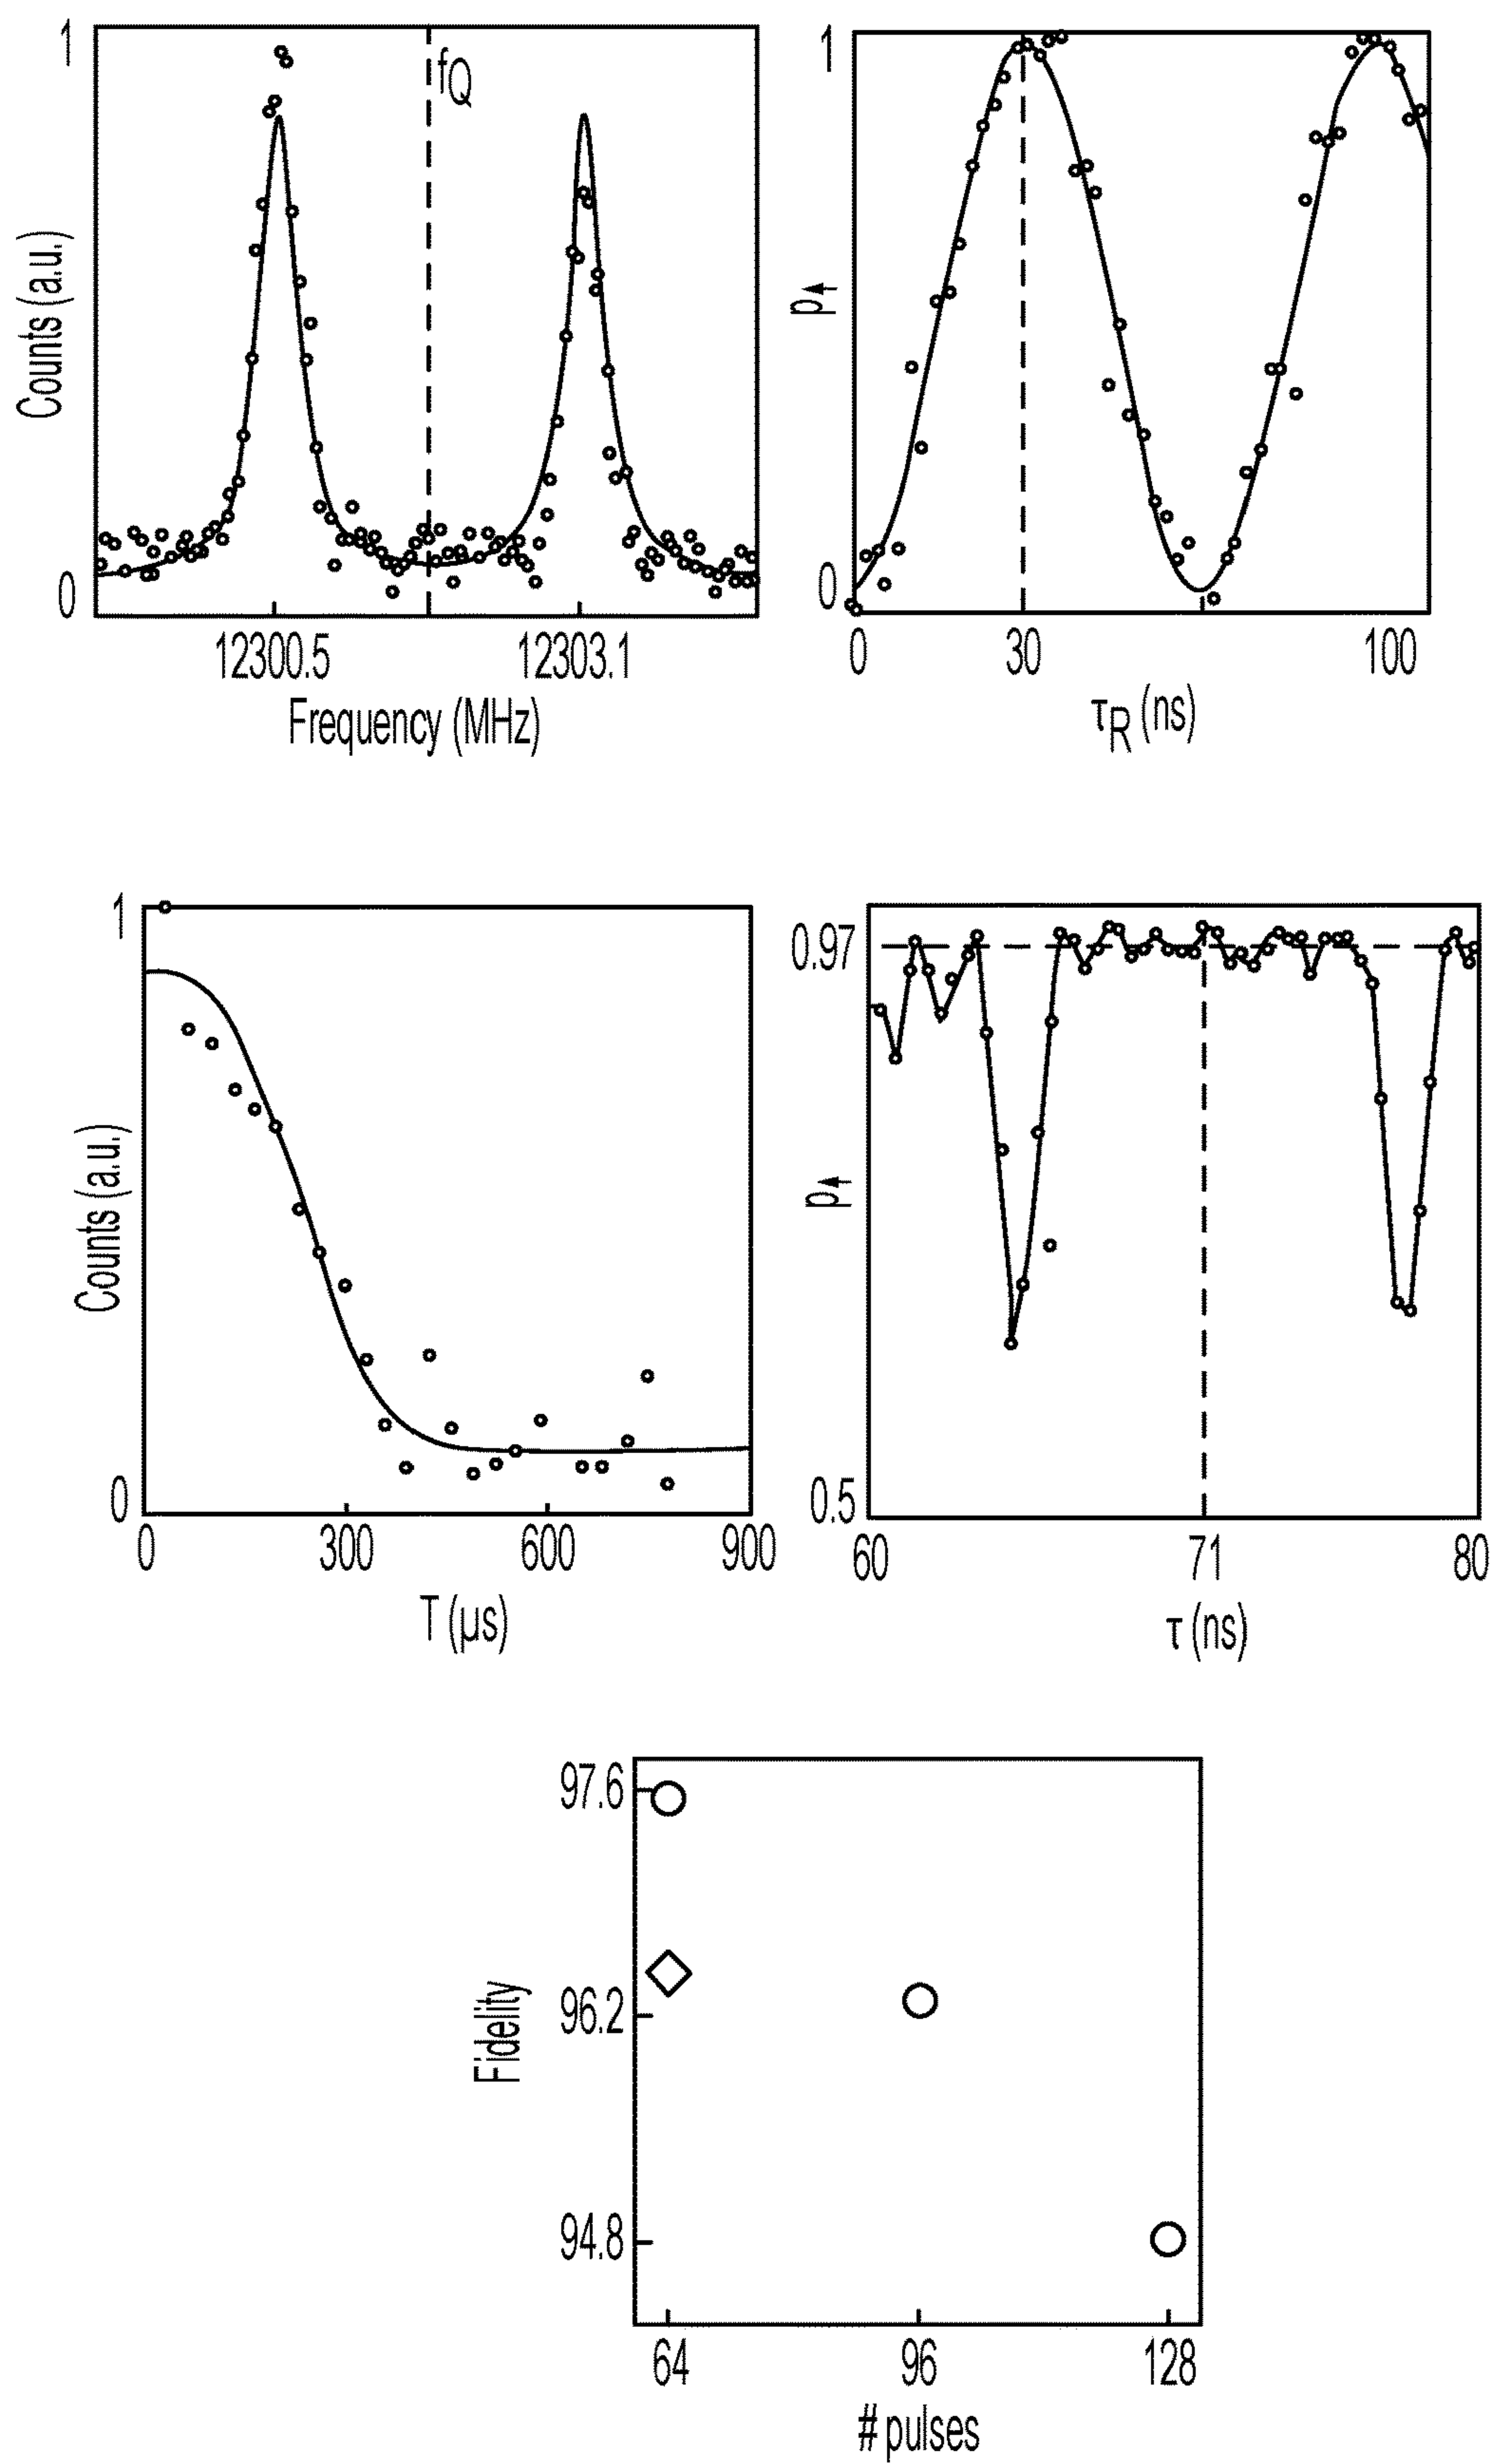 1
fQ
Counts (a.u.)
0
12300.5 12303.1
Frequency (MHz)
1
p↑
0
0 30 100
τR (ns)
1
Counts (a.u.)
0
0 300 600 900
T (µs)
0.97
p↑
0.5
60 71 80
τ (ns)
97.6
96.2
Fidelity
94.8
64 96 128
# pulses